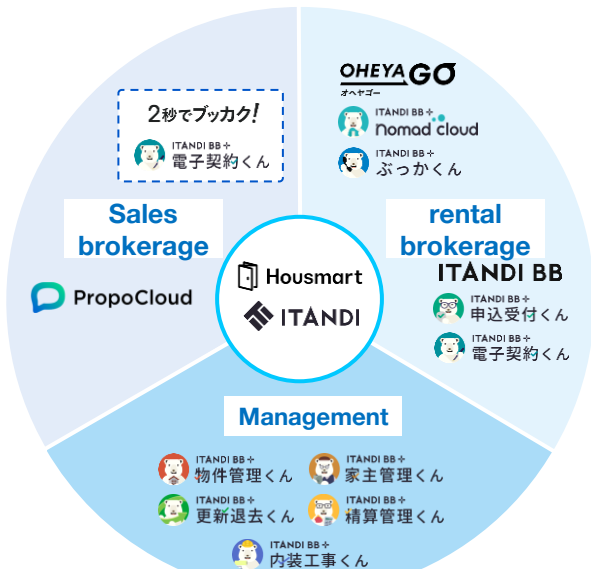 2秒でブッカク!
ITANDI BB +
電子契約くん
Sales
brokerage
PropoCloud
OHEYAGO
オヘヤゴー
ITANDI BB +
nomad cloud
ITANDI BB +
ぶっかくん
rental
brokerage
ITANDI BB
ITANDI BB +
申込受付くん
ITANDI BB +
電子契約くん
Housmart
ITANDI
Management
ITANDI BB +
物件管理くん
ITANDI BB +
家主管理くん
ITANDI BB +
更新退去くん
ITANDI BB +
精算管理くん
ITANDI BB +
内装工事くん